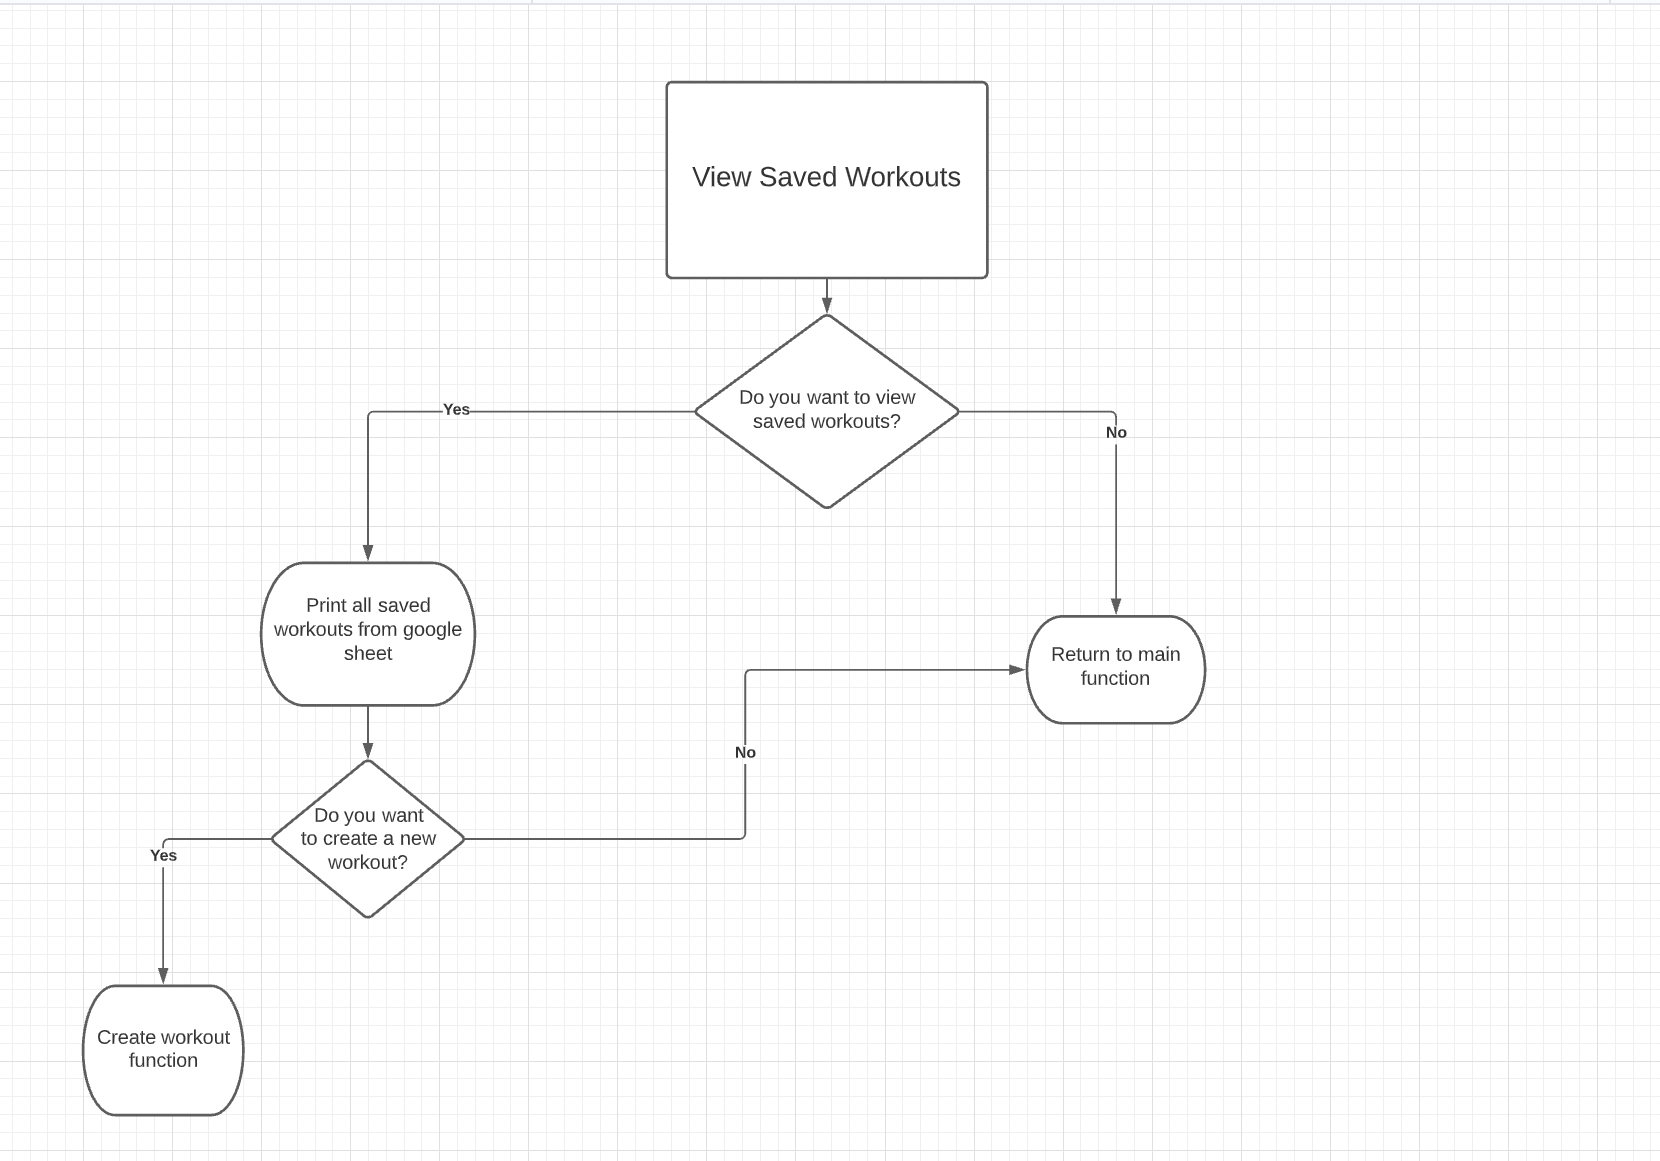 View Saved Workouts
Do you want to view
saved workouts?
Yes
No
Print all saved
workouts from google
sheet
Return to main
function
No
Do you want
to create a new
workout?
Yes
Create workout
function